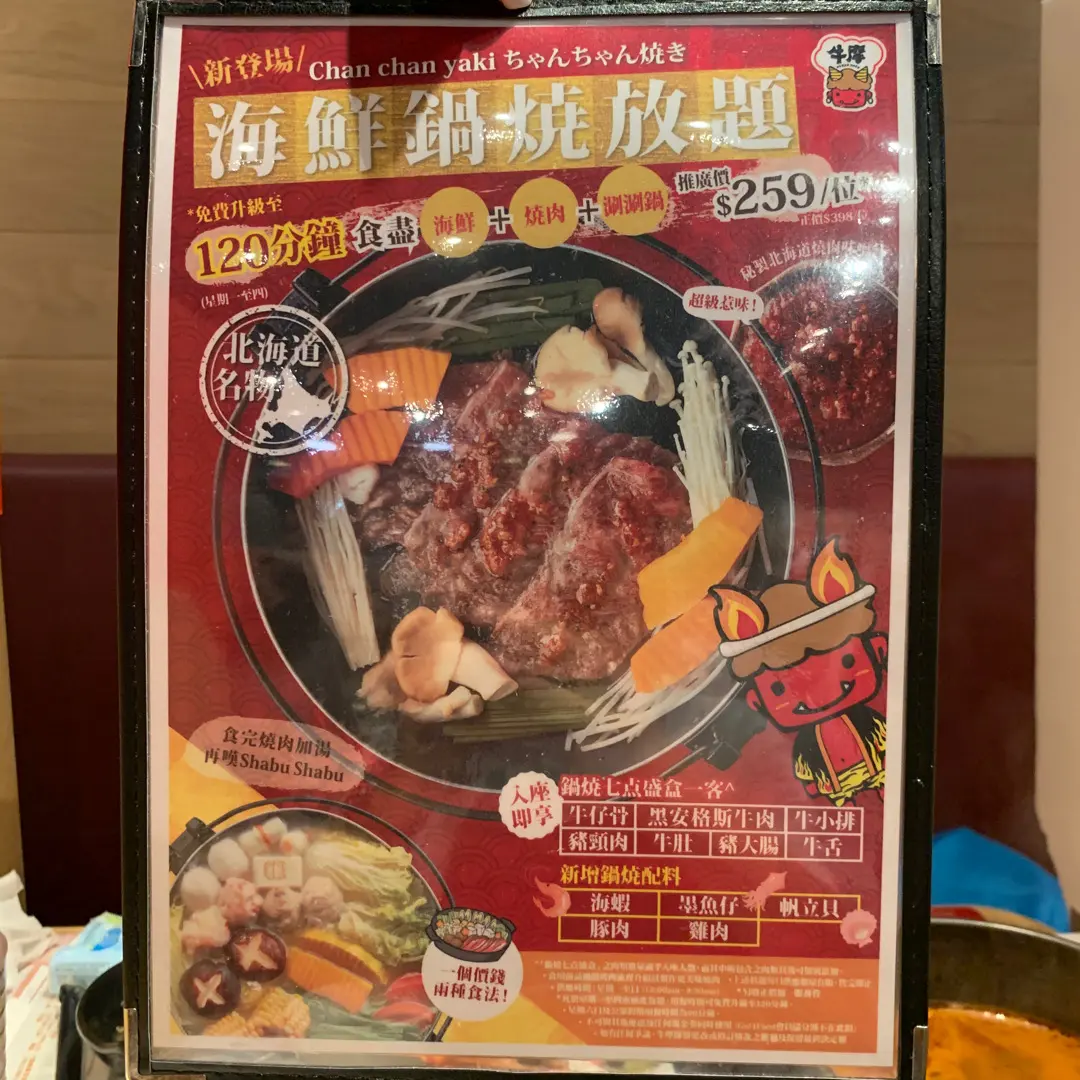 \新登場/
Chan chan yaki ちゃんちゃん焼き
牛摩
海鮮鍋燒放題
*免費升級至
120分鐘
(星期一至四)
食盡 海鮮+燒肉+涮涮鍋
推廣價
$259/位*
正價$398
秘製北海道燒肉味
超級惹味!
北海道
名物
食完燒肉加湯
再嘆Shabu Shabu
一個價錢
兩種食法!
入座
即享
鍋燒七点盛盒一客^
牛仔骨 黑安格斯牛肉 牛小排
豬頸肉 牛肚 豬大腸 牛舌
新增鍋燒配料
海蝦 墨魚仔 帆立貝
豚肉 雞肉